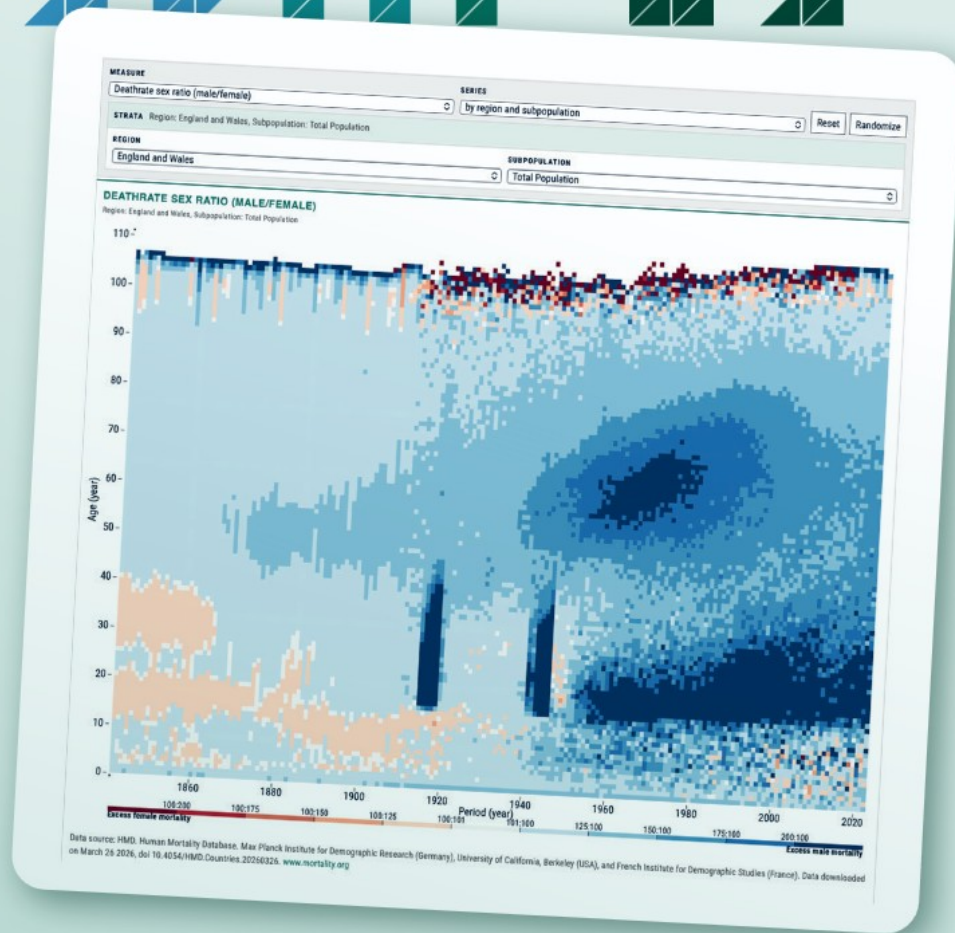 MEASURE
Deathrate sex ratio (male/female)
SERIES
by region and subpopulation
Reset
Randomize
STRATA Region: England and Wales, Subpopulation: Total Population
REGION
England and Wales
SUBPOPULATION
Total Population
DEATHRATE SEX RATIO (MALE/FEMALE)
Region: England and Wales, Subpopulation: Total Population
110
100
90
80
70
60
50
40
30
20
10
0
Age (year)
1860 1880 1900 1920 1940 1960 1980 2000 2020
Period (year)
100:200 100:175 100:150 100:125 100:101 101:100 125:100 150:100 175:100 200:100
Excess female mortality
Excess male mortality
Data source: HMD. Human Mortality Database. Max Planck Institute for Demographic Research (Germany), University of California, Berkeley (USA), and French Institute for Demographic Studies (France). Data downloaded
on March 26 2026, doi 10.4054/HMD.Countries.20260326. www.mortality.org